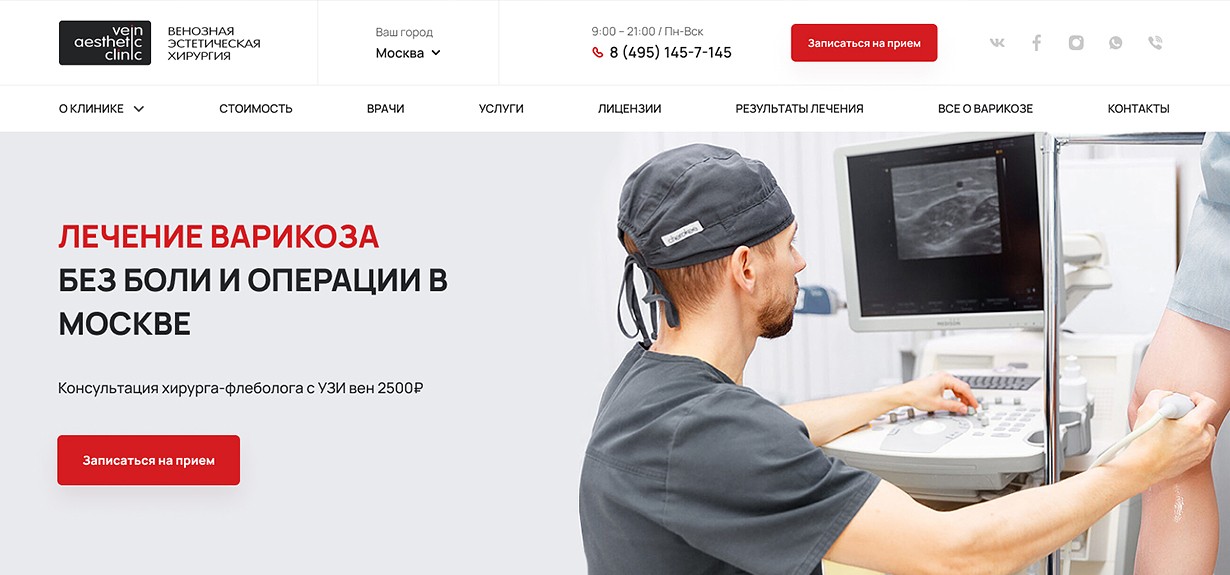 vein
aesthetic
clinic
ВЕНОЗНАЯ
ЭСТЕТИЧЕСКАЯ
ХИРУРГИЯ
Ваш город
Москва
9:00 – 21:00 / Пн-Вск
8 (495) 145-7-145
Записаться на прием
О КЛИНИКЕ
СТОИМОСТЬ
ВРАЧИ
УСЛУГИ
ЛИЦЕНЗИИ
РЕЗУЛЬТАТЫ ЛЕЧЕНИЯ
ВСЕ О ВАРИКОЗЕ
КОНТАКТЫ
ЛЕЧЕНИЕ ВАРИКОЗА
БЕЗ БОЛИ И ОПЕРАЦИИ В
МОСКВЕ
Консультация хирурга-флеболога с УЗИ вен 2500₽
Записаться на прием
cherokee